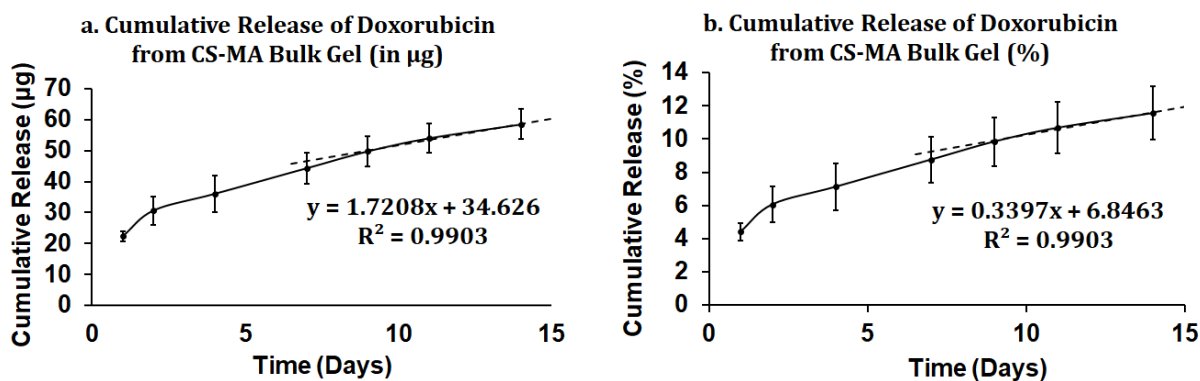 a. Cumulative Release of Doxorubicin
from CS-MA Bulk Gel (in µg)
Cumulative Release (µg)
70
60
50
40
30
20
10
0
y = 1.7208x + 34.626
R² = 0.9903
0 5 10 15
Time (Days)
b. Cumulative Release of Doxorubicin
from CS-MA Bulk Gel (%)
Cumulative Release (%)
14
12
10
8
6
4
2
0
y = 0.3397x + 6.8463
R² = 0.9903
0 5 10 15
Time (Days)